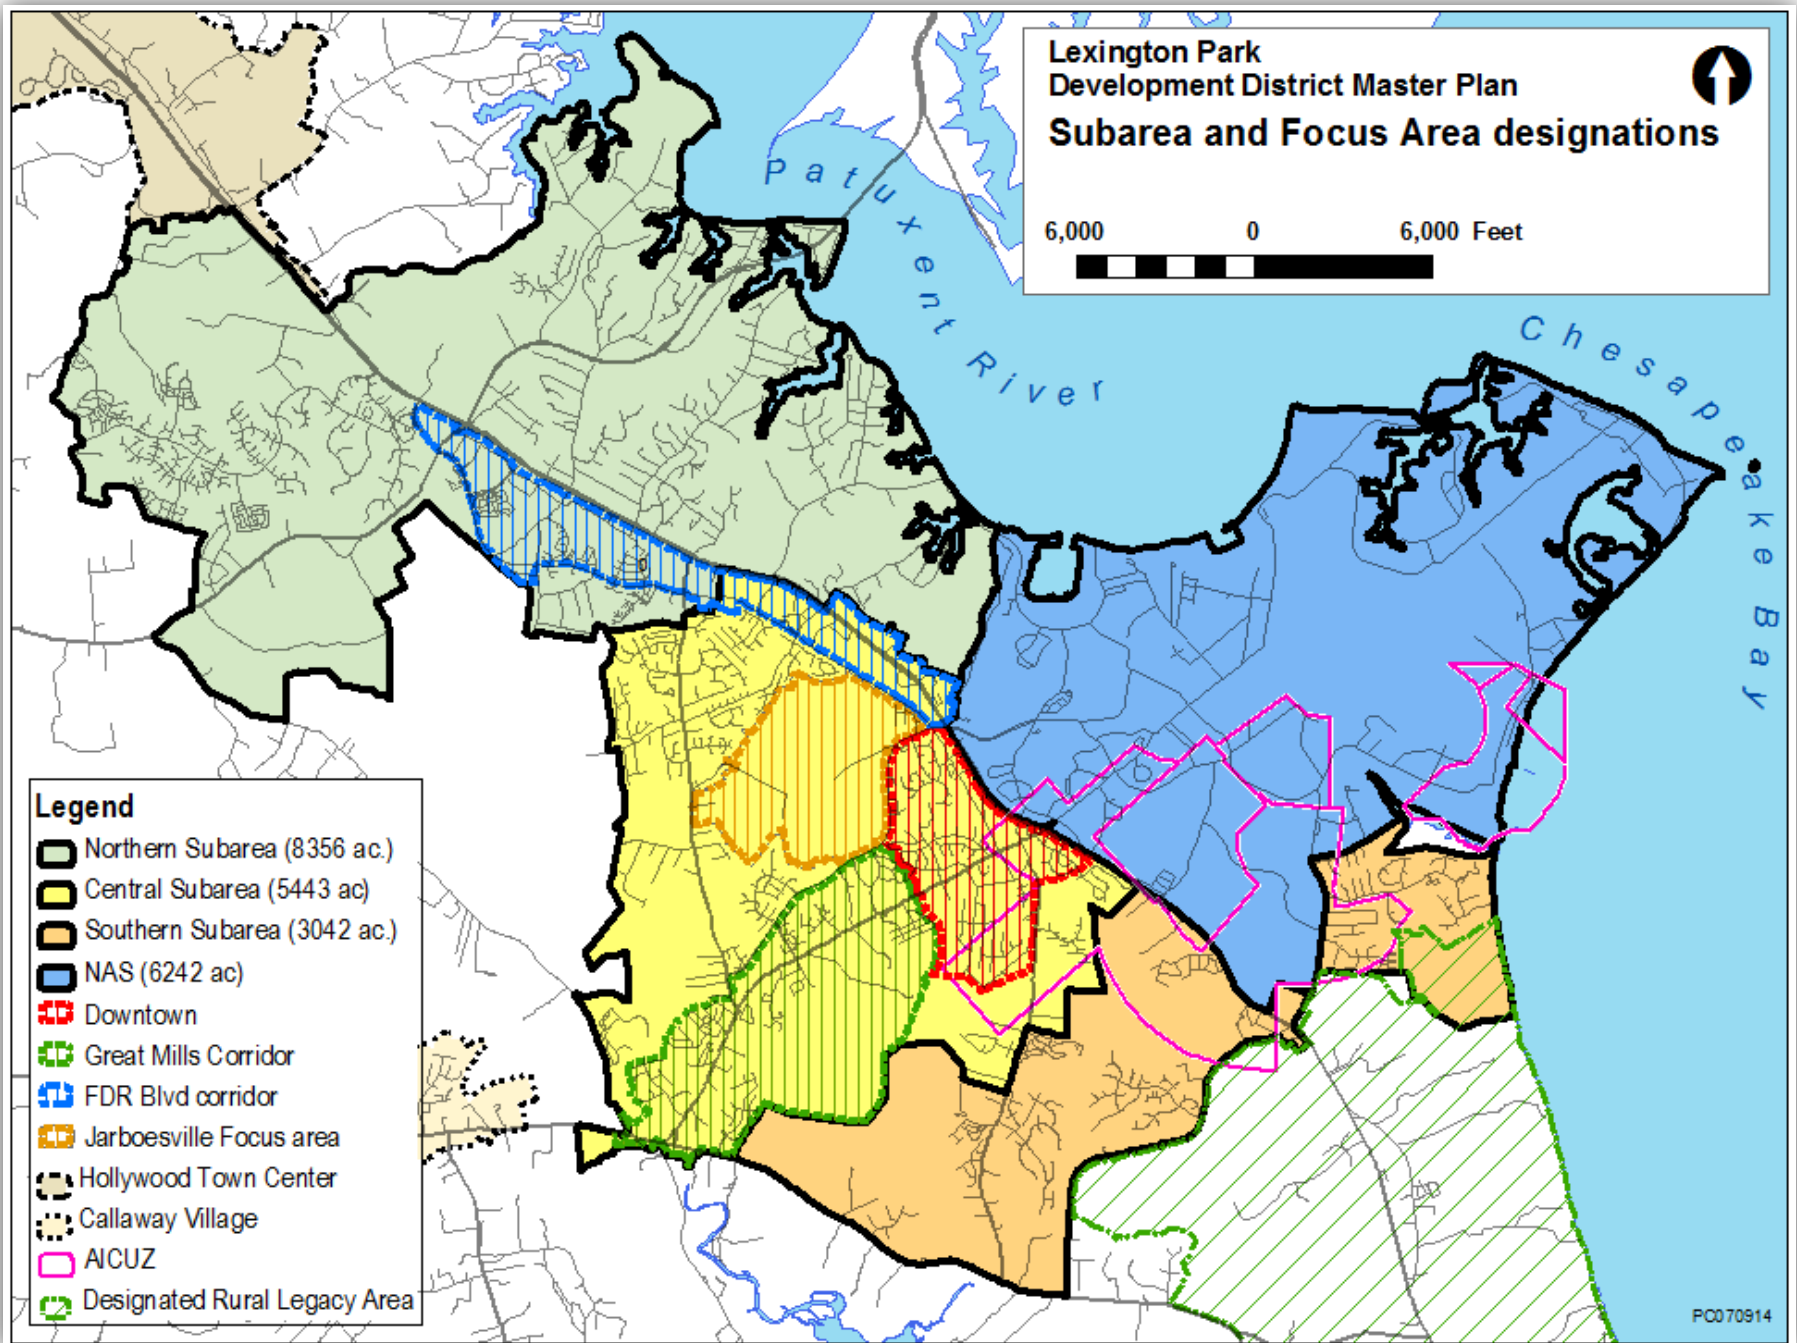 Lexington Park
Development District Master Plan
Subarea and Focus Area designations
6,000 0 6,000 Feet
Patuxent River
Chesapeake Bay
Legend
Northern Subarea (8356 ac.)
Central Subarea (5443 ac)
Southern Subarea (3042 ac.)
NAS (6242 ac)
Downtown
Great Mills Corridor
FDR Blvd corridor
Jarboesville Focus area
Hollywood Town Center
Callaway Village
AICUZ
Designated Rural Legacy Area
PC070914